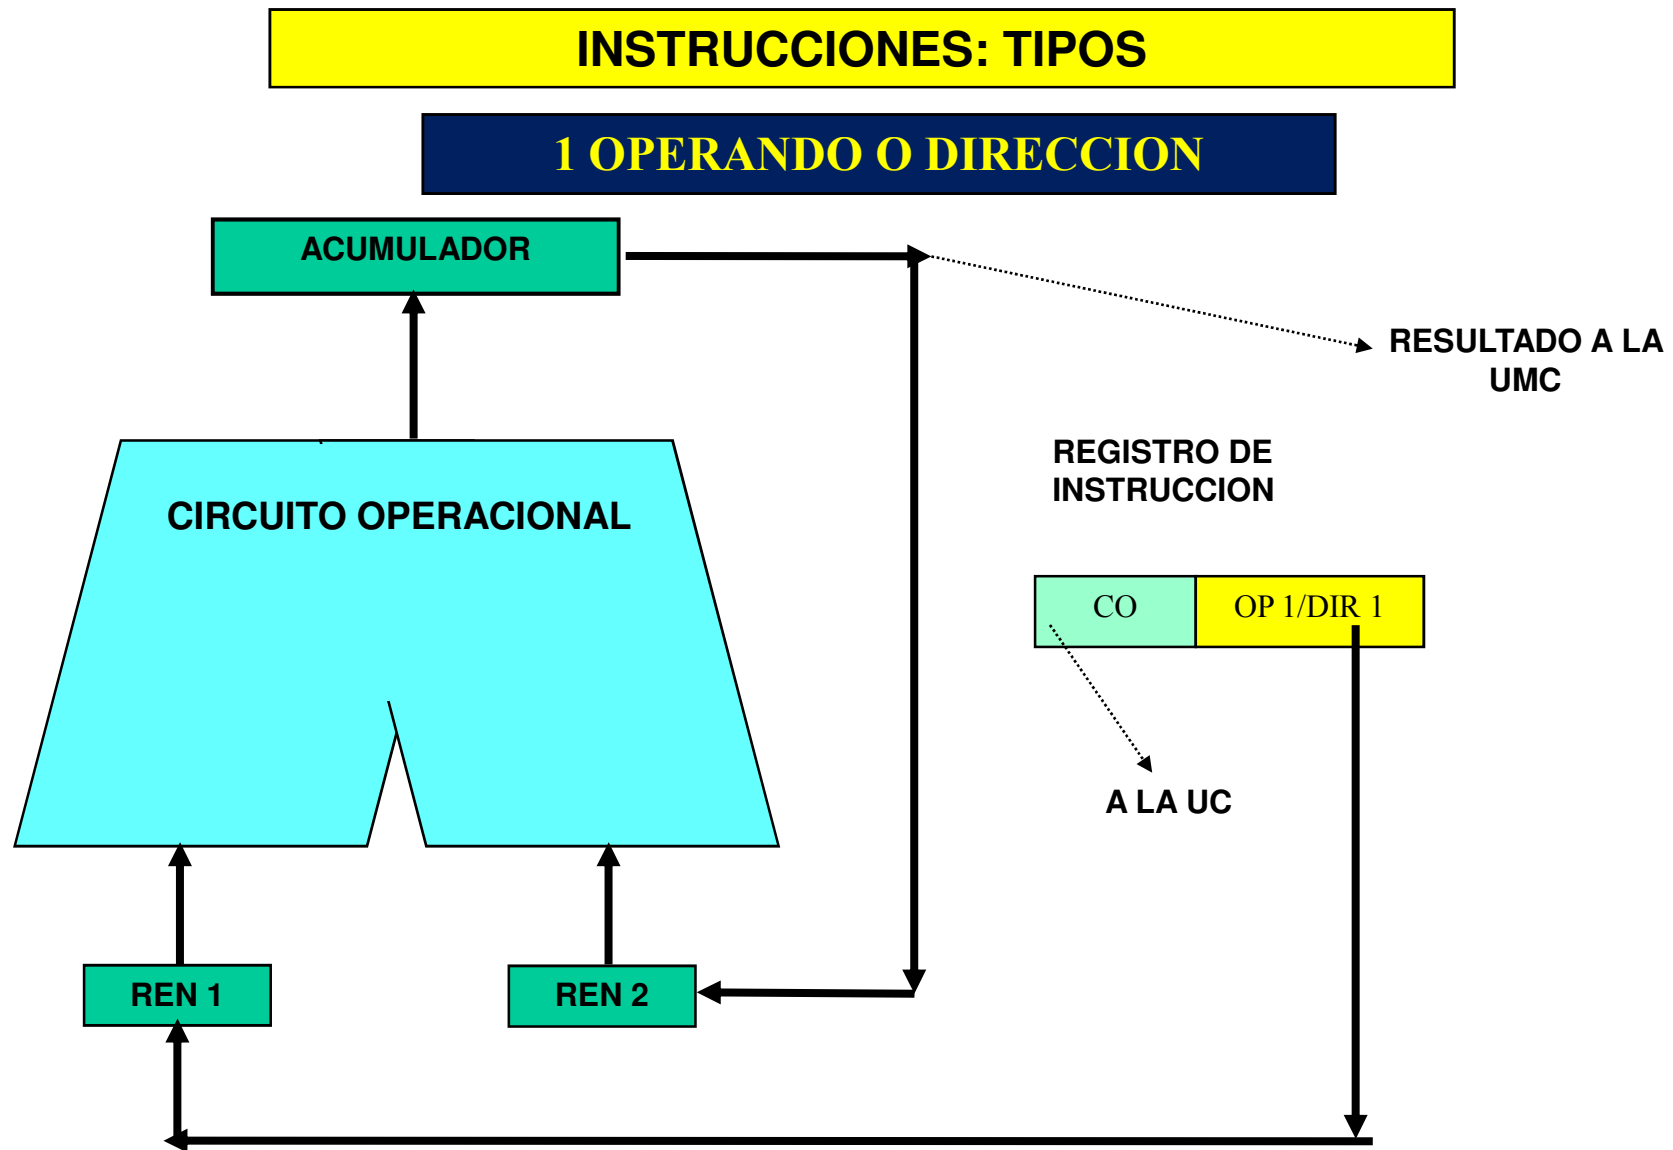 INSTRUCCIONES: TIPOS
1 OPERANDO O DIRECCION
ACUMULADOR
RESULTADO A LA
UMC
REGISTRO DE
INSTRUCCION
CIRCUITO OPERACIONAL
CO
OP 1/DIR 1
A LA UC
REN 1
REN 2